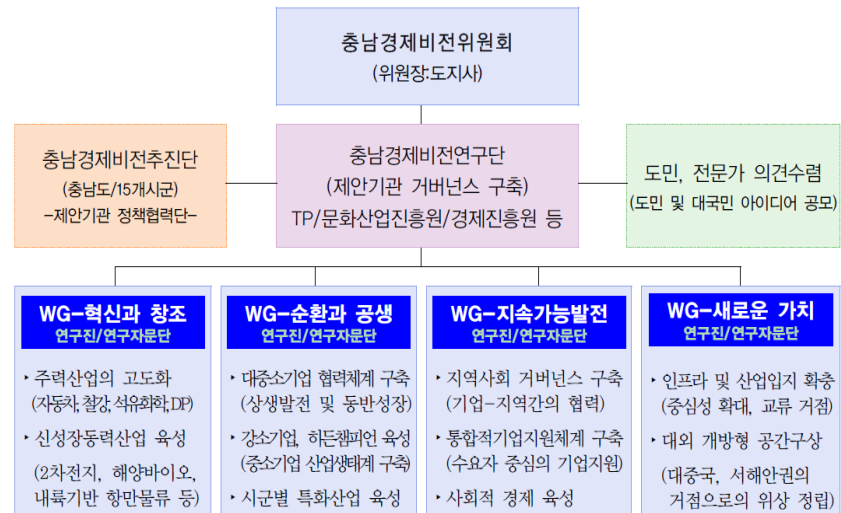 충남경제비전위원회
(위원장:도지사)
충남경제비전추진단
(충남도/15개시군)
-제안기관 정책협력단-
충남경제비전연구단
(제안기관 거버넌스 구축)
TP/문화산업진흥원/경제진흥원 등
도민, 전문가 의견수렴
(도민 및 대국민 아이디어 공모)
WG-혁신과 창조
연구진/연구자문단
‣ 주력산업의 고도화
(자동차, 철강, 석유화학, DP)
‣ 신성장동력산업 육성
(2차전지, 해양바이오,
내륙기반 항만물류 등)
WG-순환과 공생
연구진/연구자문단
‣ 대중소기업 협력체계 구축
(상생발전 및 동반성장)
‣ 강소기업, 히든챔피언 육성
(중소기업 산업생태계 구축)
‣ 시군별 특화산업 육성
WG-지속가능발전
연구진/연구자문단
‣ 지역사회 거버넌스 구축
(기업-지역간의 협력)
‣ 통합적기업지원체계 구축
(수요자 중심의 기업지원)
‣ 사회적 경제 육성
WG-새로운 가치
연구진/연구자문단
‣ 인프라 및 산업입지 확충
(중심성 확대, 교류 거점)
‣ 대외 개방형 공간구상
(대중국, 서해안권의
거점으로의 위상 정립)